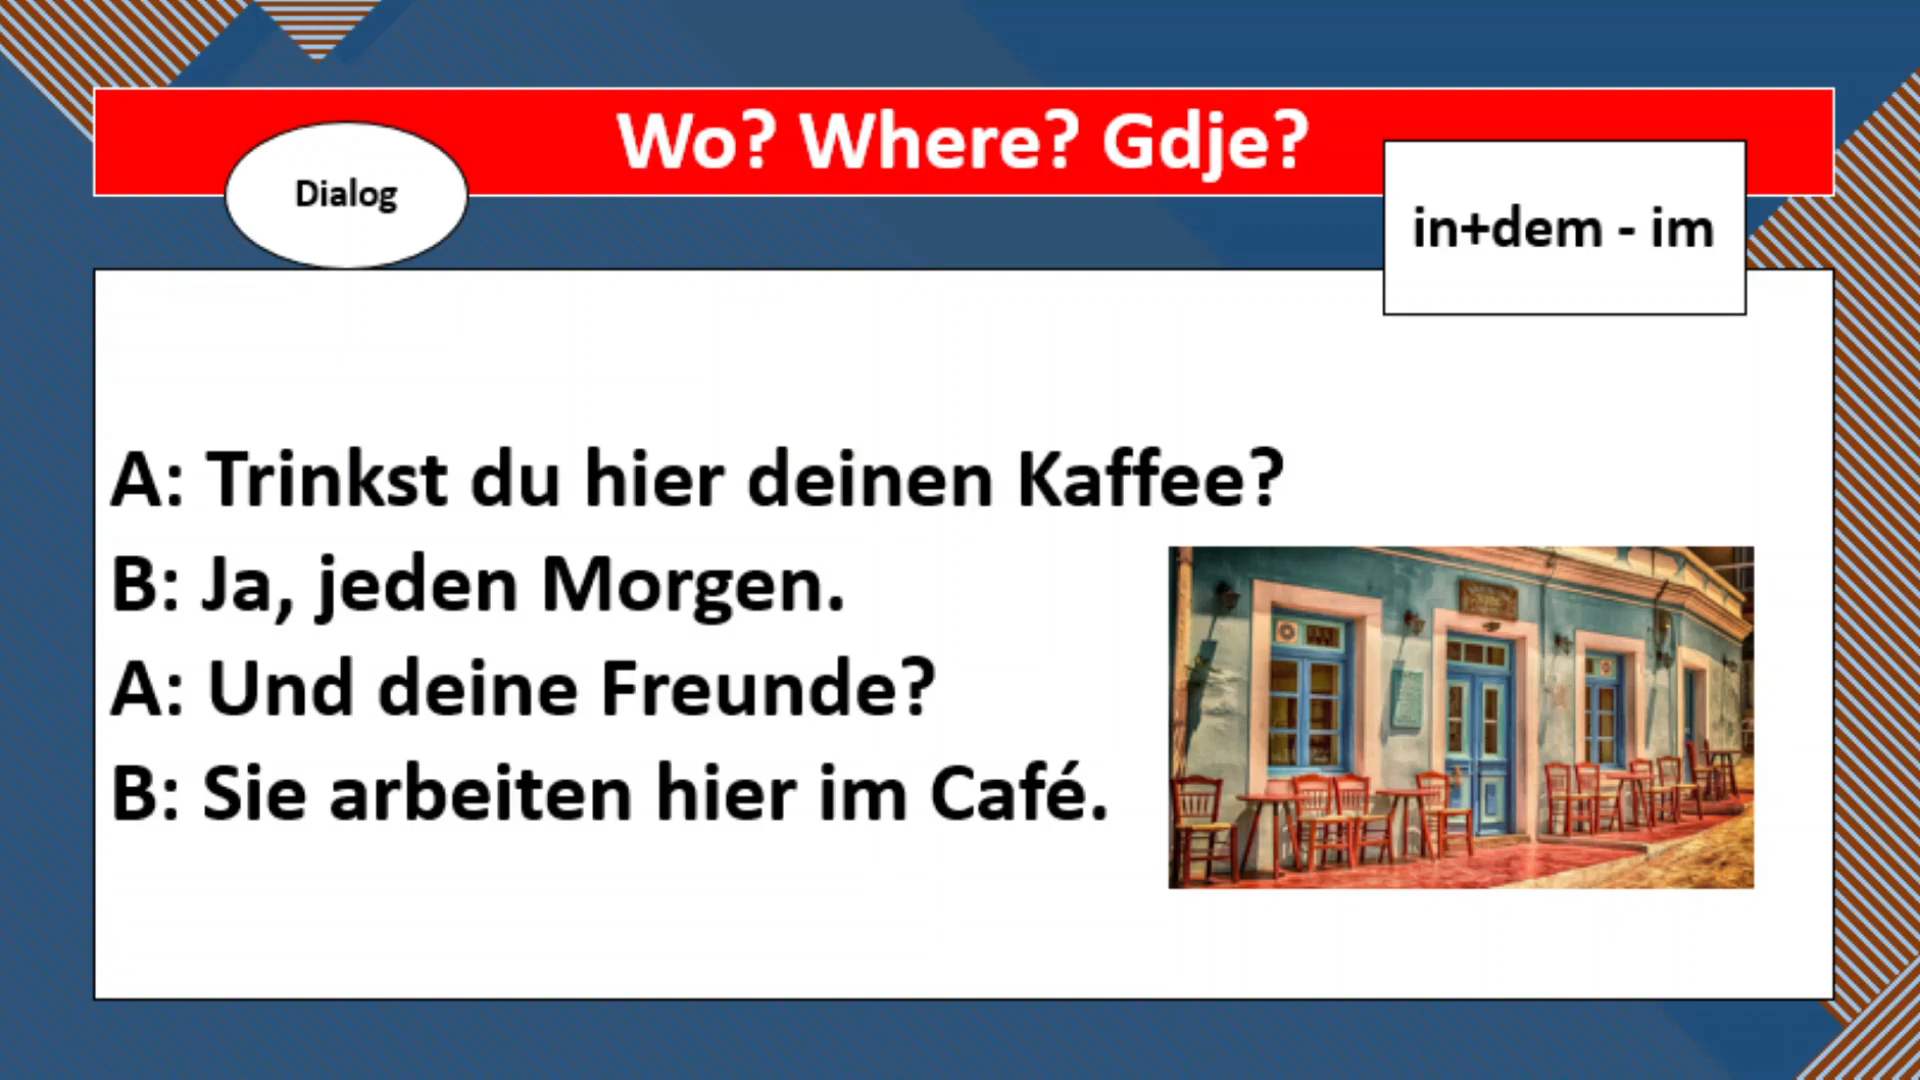 Wo? Where? Gdje?
Dialog
in+dem - im
A: Trinkst du hier deinen Kaffee?
B: Ja, jeden Morgen.
A: Und deine Freunde?
B: Sie arbeiten hier im Café.